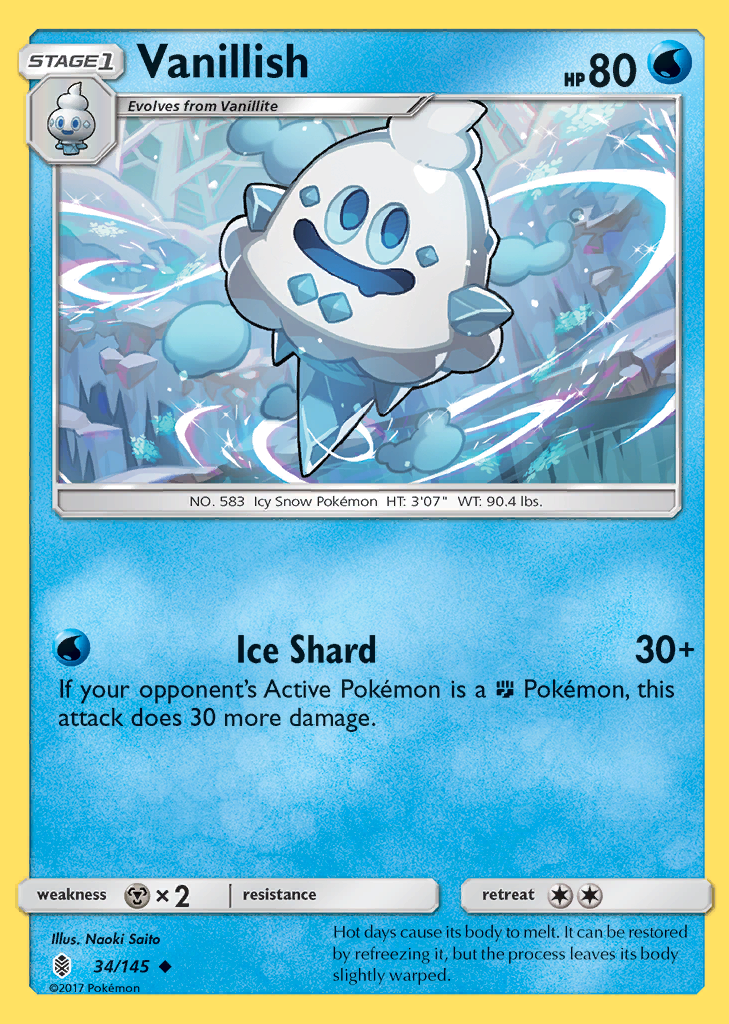 STAGE1
Vanillish
HP 80
Evolves from Vanillite
NO. 583 Icy Snow Pokémon HT: 3'07" WT: 90.4 lbs.
Ice Shard 30+
If your opponent's Active Pokémon is a Pokémon, this
attack does 30 more damage.
weakness ×2 resistance retreat
Illus. Naoki Saito
34/145
©2017 Pokémon
Hot days cause its body to melt. It can be restored
by refreezing it, but the process leaves its body
slightly warped.